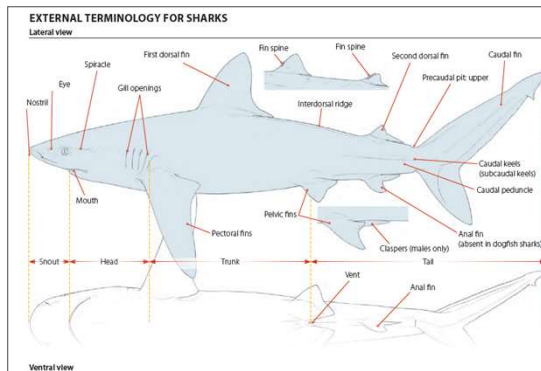 EXTERNAL TERMINOLOGY FOR SHARKS
Lateral view
First dorsal fin
Fin spine
Fin spine
Second dorsal fin
Caudal fin
Spiracle
Precaudal pit: upper
Eye
Gill openings
Nostril
Interdorsal ridge
Caudal keels
(subcaudal keels)
Caudal peduncle
Mouth
Pelvic fins
Pectoral fins
Anal fin
(absent in dogfish sharks)
Claspers (males only)
Snout
Head
Trunk
Tail
Vent
Anal fin
Ventral view